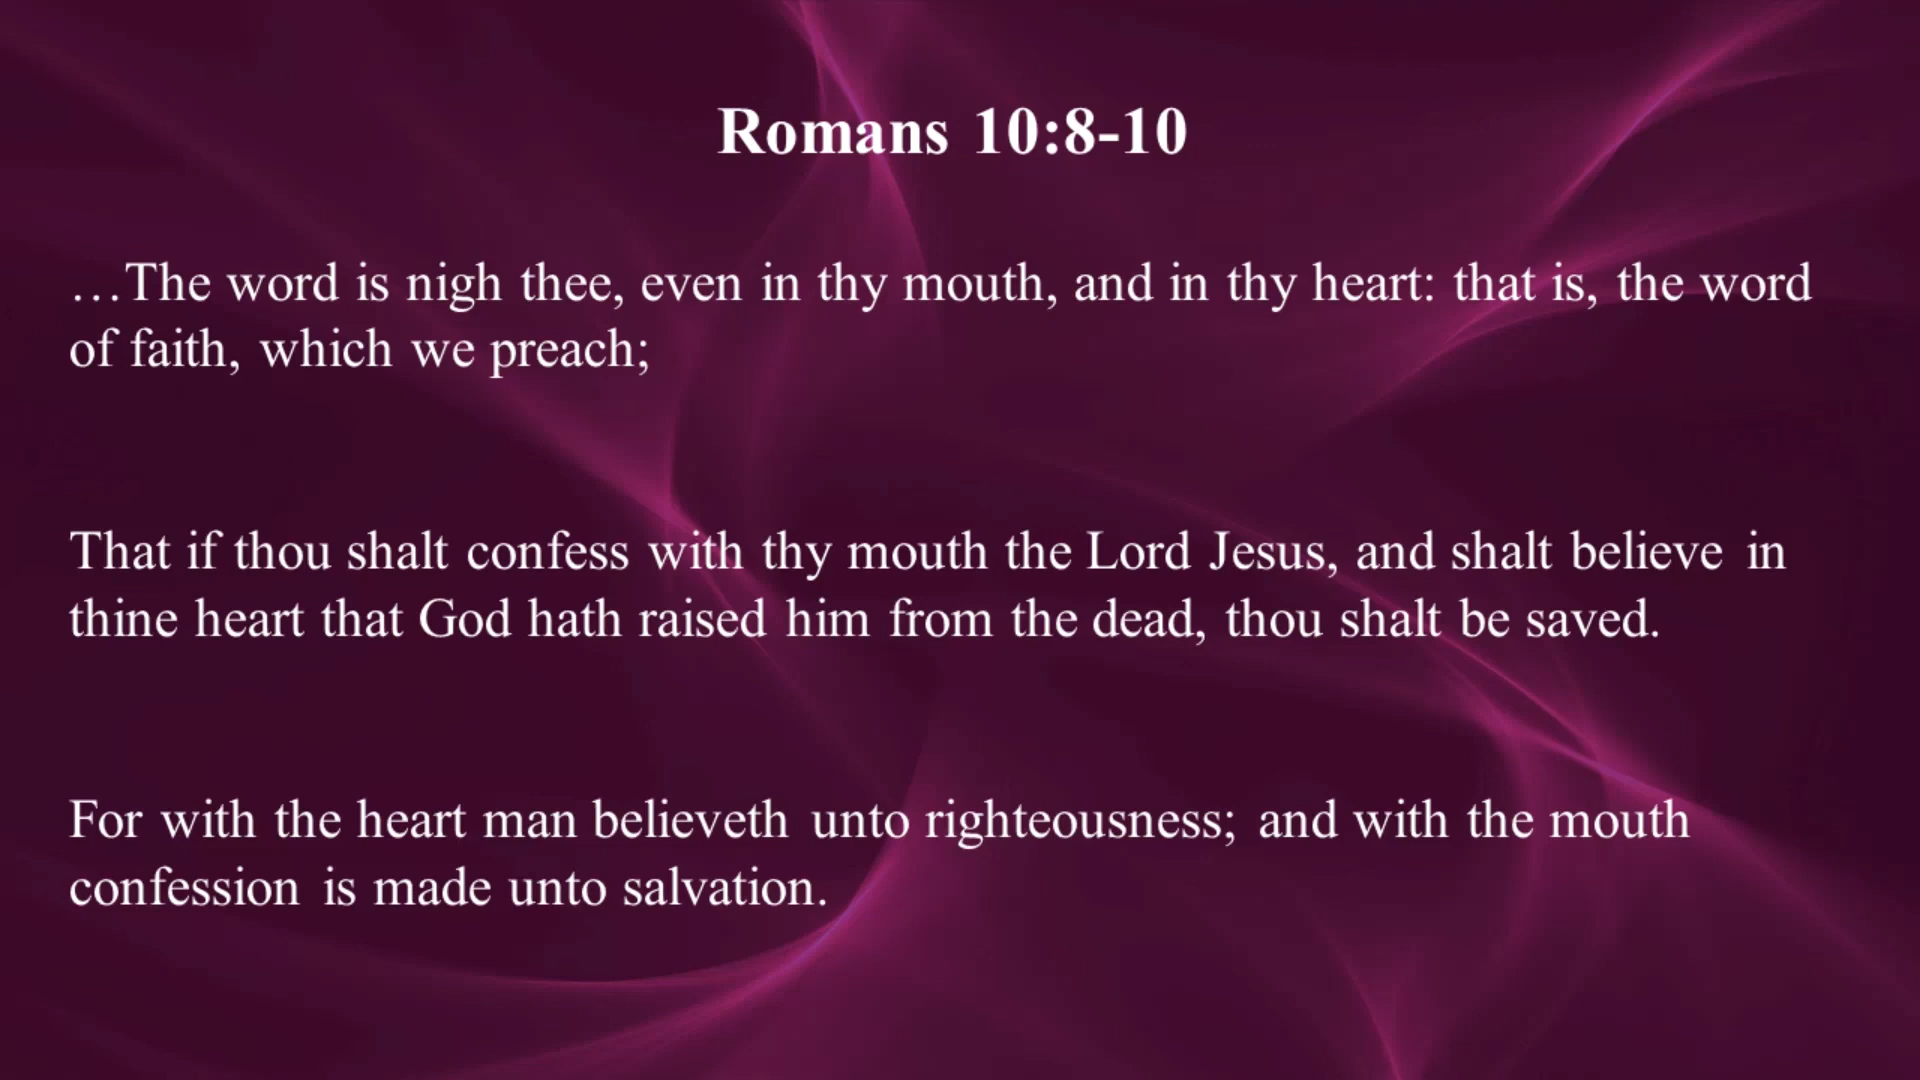 Romans 10:8-10
…The word is nigh thee, even in thy mouth, and in thy heart: that is, the word
of faith, which we preach;
That if thou shalt confess with thy mouth the Lord Jesus, and shalt believe in
thine heart that God hath raised him from the dead, thou shalt be saved.
For with the heart man believeth unto righteousness; and with the mouth
confession is made unto salvation.